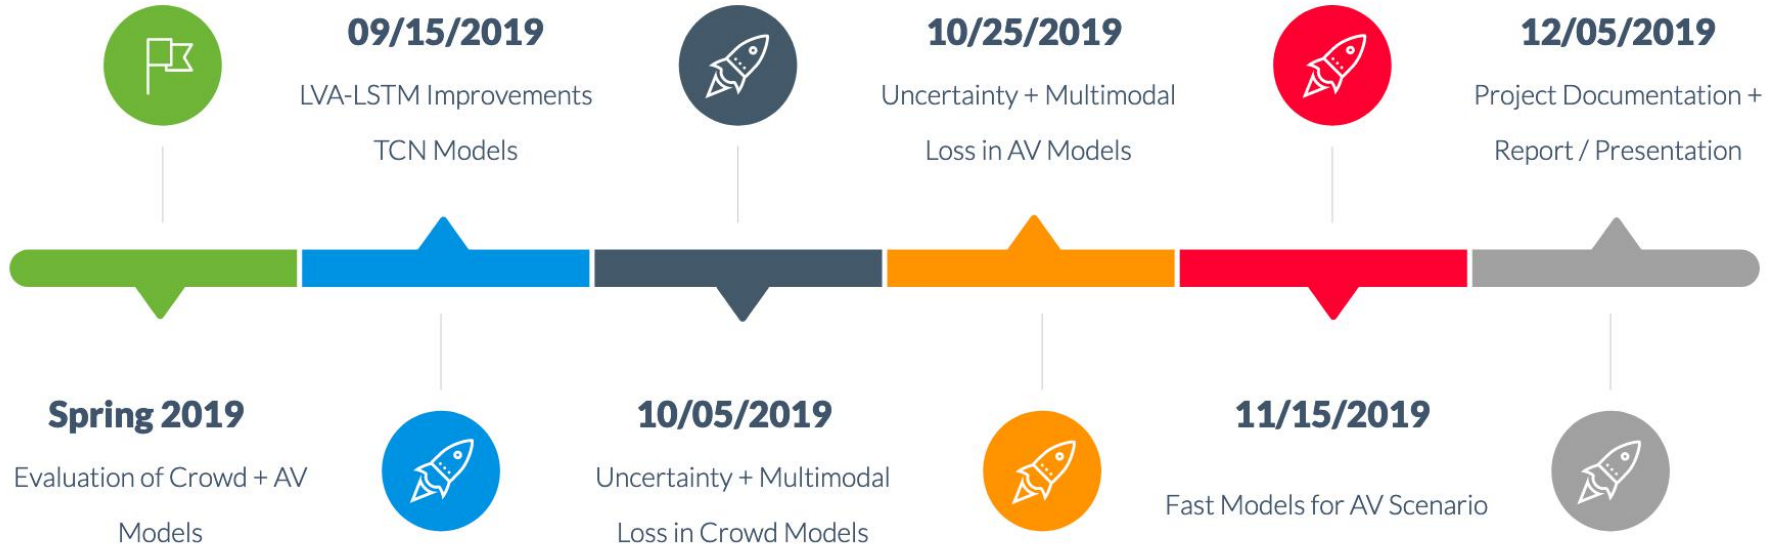 Spring 2019
Evaluation of Crowd + AV
Models
09/15/2019
LVA-LSTM Improvements
TCN Models
10/05/2019
Uncertainty + Multimodal
Loss in Crowd Models
10/25/2019
Uncertainty + Multimodal
Loss in AV Models
11/15/2019
Fast Models for AV Scenario
12/05/2019
Project Documentation +
Report / Presentation